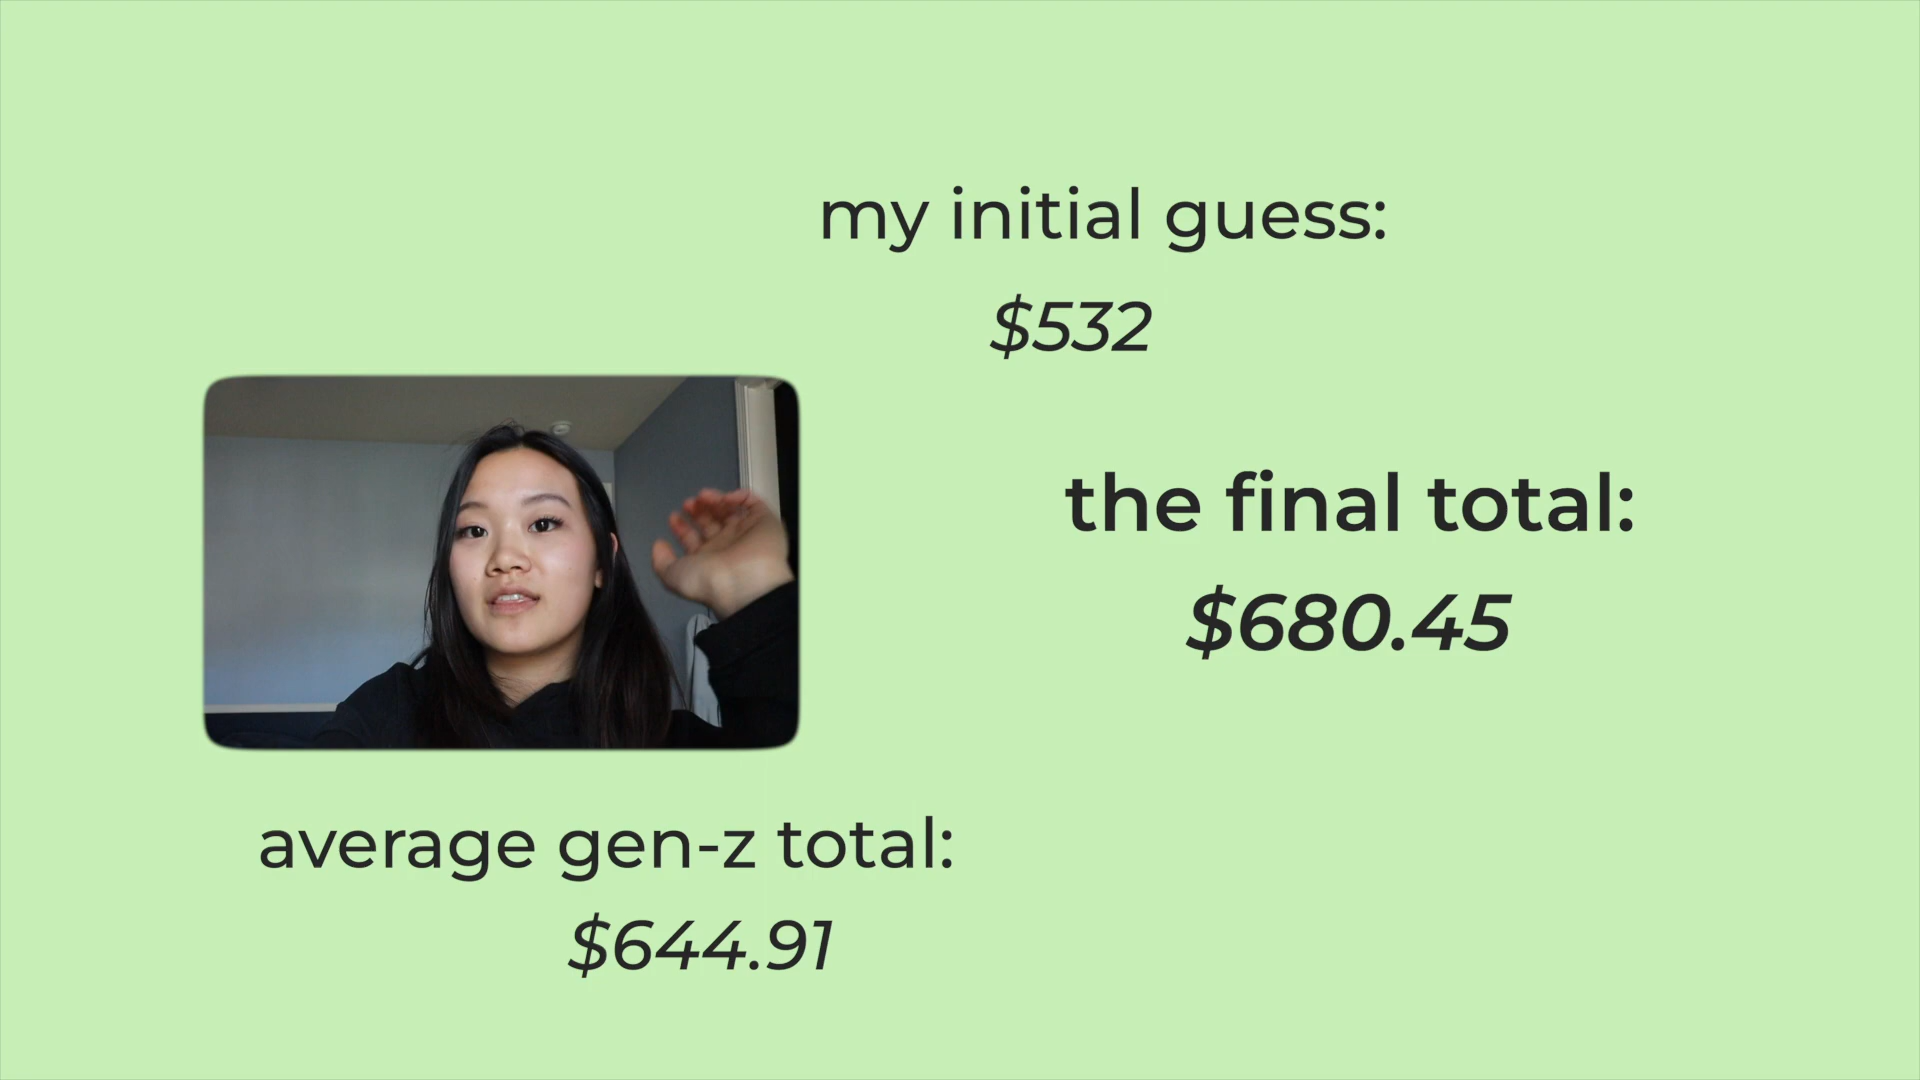 my initial guess:
$532
the final total:
$680.45
average gen-z total:
$644.91